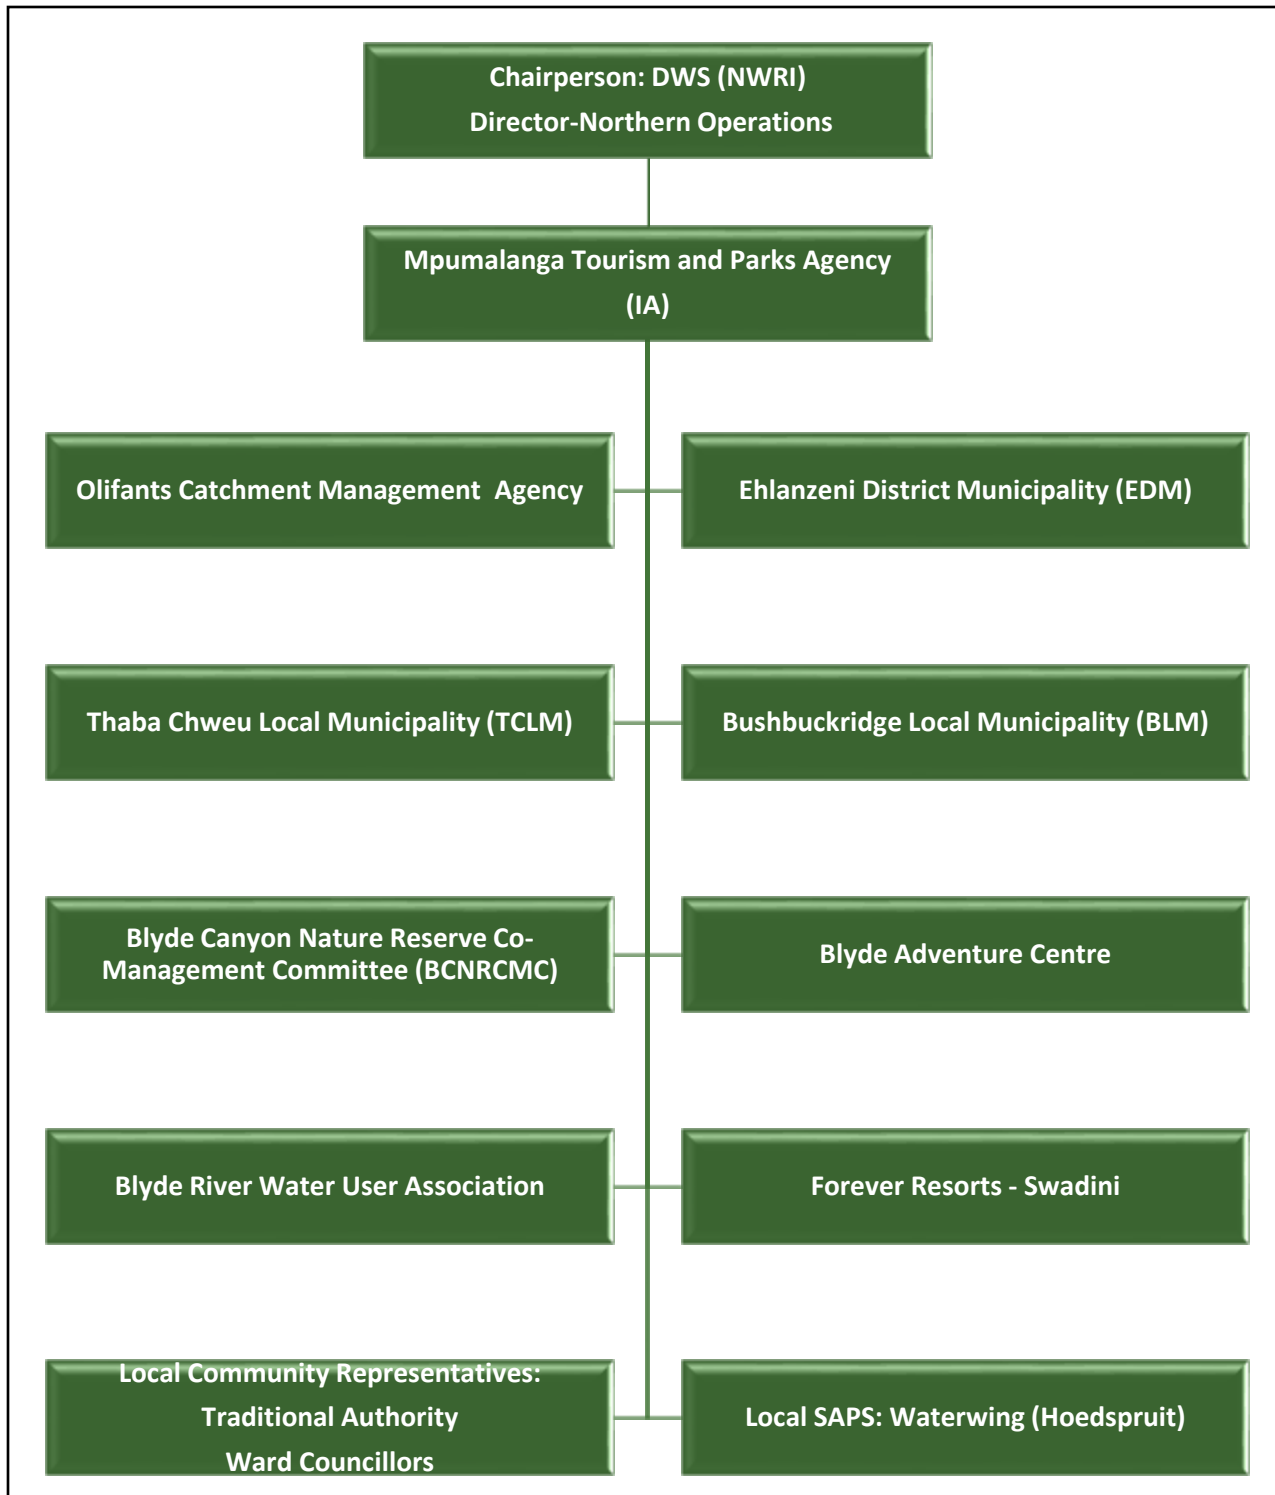 Chairperson: DWS (NWRI)
Director-Northern Operations
Mpumalanga Tourism and Parks Agency
(IA)
Olifants Catchment Management  Agency
Ehlanzeni District Municipality (EDM)
Thaba Chweu Local Municipality (TCLM)
Bushbuckridge Local Municipality (BLM)
Blyde Canyon Nature Reserve Co-
Management Committee (BCNRCMC)
Blyde Adventure Centre
Blyde River Water User Association
Forever Resorts - Swadini
Local Community Representatives:
Traditional Authority
Ward Councillors
Local SAPS: Waterwing (Hoedspruit)